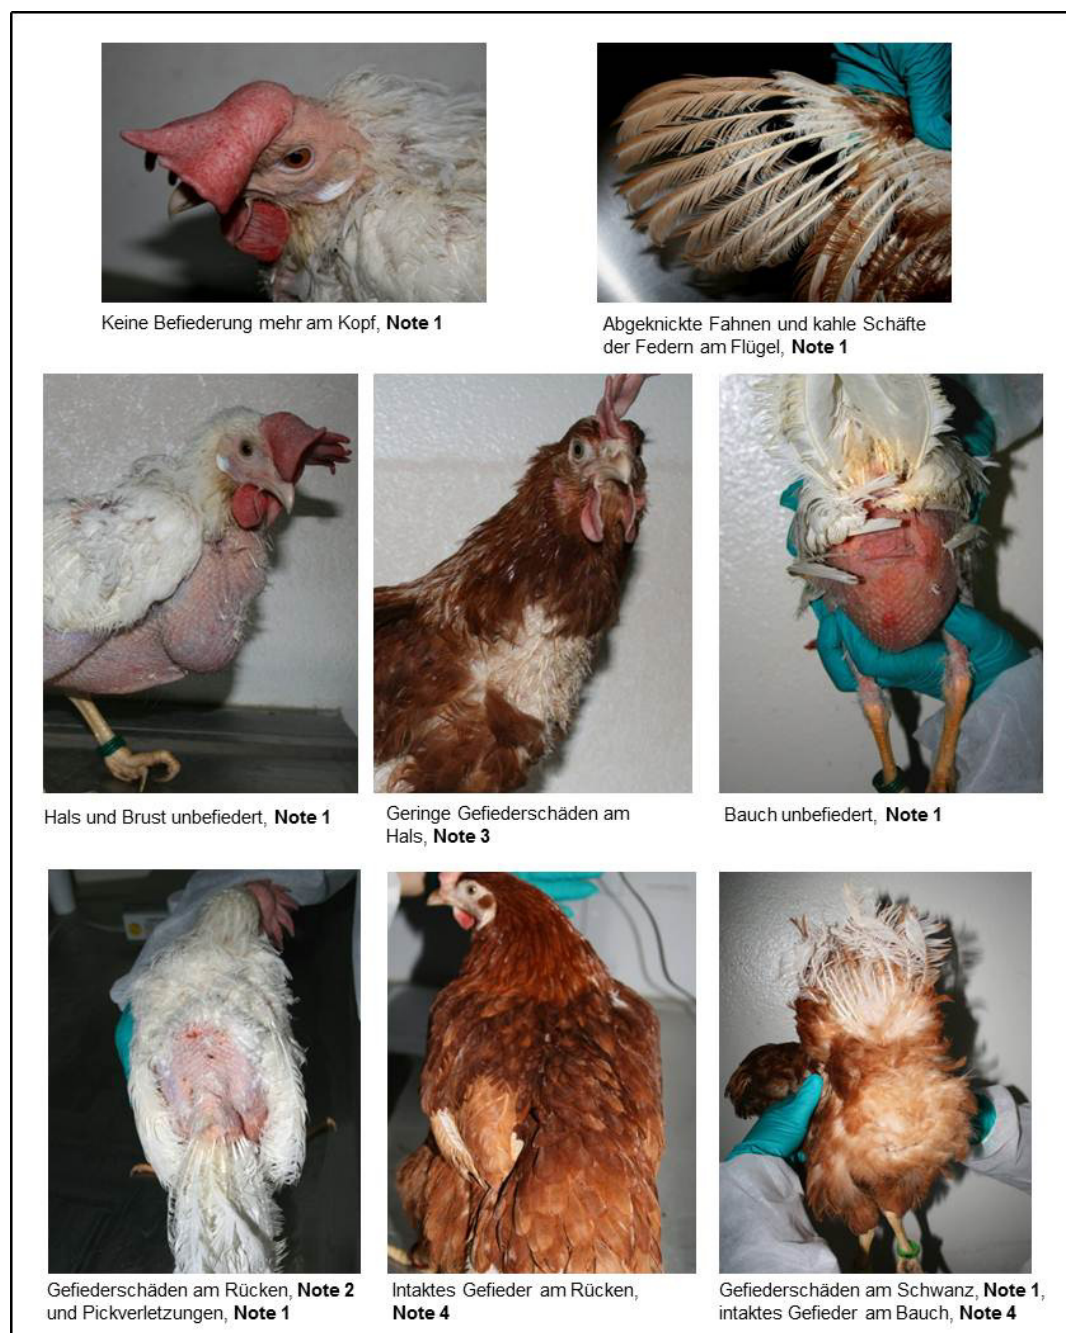 Keine Befiederung mehr am Kopf, Note 1
Abgeknickte Fahnen und kahle Schäfte
der Federn am Flügel, Note 1
Hals und Brust unbefiedert, Note 1
Geringe Gefiederschäden am
Hals, Note 3
Bauch unbefiedert, Note 1
Gefiederschäden am Rücken, Note 2
und Pickverletzungen, Note 1
Intaktes Gefieder am Rücken,
Note 4
Gefiederschäden am Schwanz, Note 1,
intaktes Gefieder am Bauch, Note 4